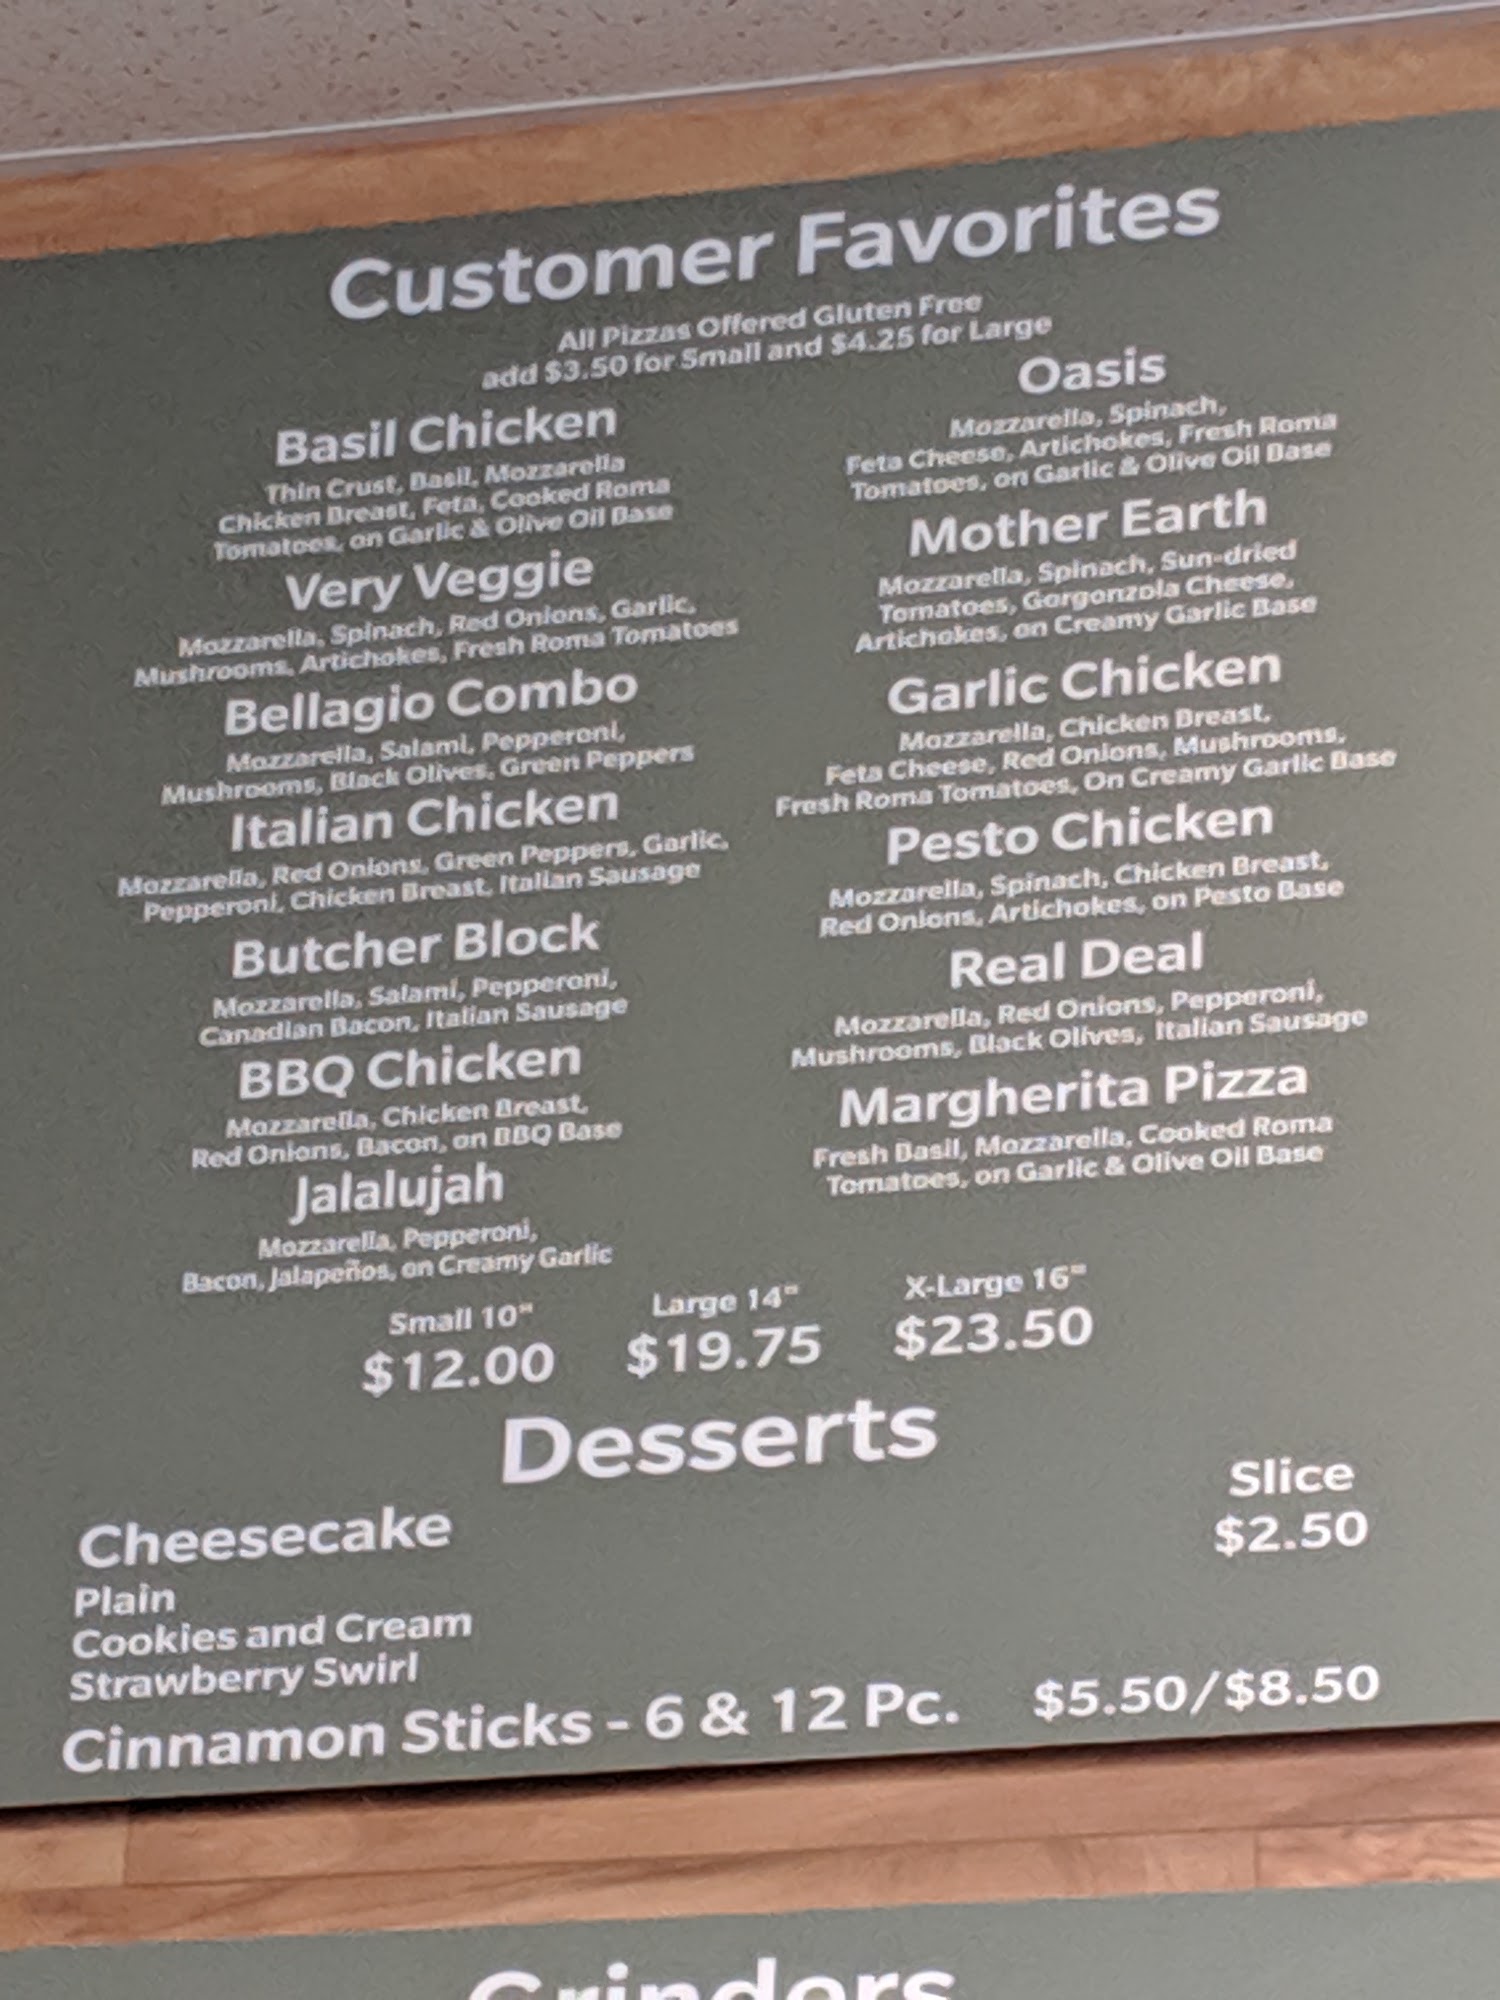 Customer Favorites
All Pizzas Offered Gluten Free
add $3.50 for Small and $4.25 for Large
Basil Chicken
Thin Crust, Basil, Mozzarella
Chicken Breast, Feta, Cooked Roma
Tomatoes, on Garlic & Olive Oil Base
Very Veggie
Mozzarella, Spinach, Red Onions, Garlic,
Mushrooms, Artichokes, Fresh Roma Tomatoes
Bellagio Combo
Mozzarella, Salami, Pepperoni,
Mushrooms, Black Olives, Green Peppers
Italian Chicken
Mozzarella, Red Onions, Green Peppers, Garlic,
Pepperoni, Chicken Breast, Italian Sausage
Butcher Block
Mozzarella, Salami, Pepperoni,
Canadian Bacon, Italian Sausage
BBQ Chicken
Mozzarella, Chicken Breast,
Red Onions, Bacon, on BBQ Base
Jalalujah
Mozzarella, Pepperoni,
Bacon, Jalapeños, on Creamy Garlic
Oasis
Mozzarella, Spinach,
Feta Cheese, Artichokes, Fresh Roma
Tomatoes, on Garlic & Olive Oil Base
Mother Earth
Mozzarella, Spinach, Sun-dried
Tomatoes, Gorgonzola Cheese,
Artichokes, on Creamy Garlic Base
Garlic Chicken
Mozzarella, Chicken Breast,
Feta Cheese, Red Onions, Mushrooms,
Fresh Roma Tomatoes, On Creamy Garlic Base
Pesto Chicken
Mozzarella, Spinach, Chicken Breast,
Red Onions, Artichokes, on Pesto Base
Real Deal
Mozzarella, Red Onions, Pepperoni,
Mushrooms, Black Olives, Italian Sausage
Margherita Pizza
Fresh Basil, Mozzarella, Cooked Roma
Tomatoes, on Garlic & Olive Oil Base
Small 10" Large 14" X-Large 16"
$12.00 $19.75 $23.50
Desserts
Slice
Cheesecake $2.50
Plain
Cookies and Cream
Strawberry Swirl
Cinnamon Sticks - 6 & 12 Pc. $5.50/$8.50
Grinders